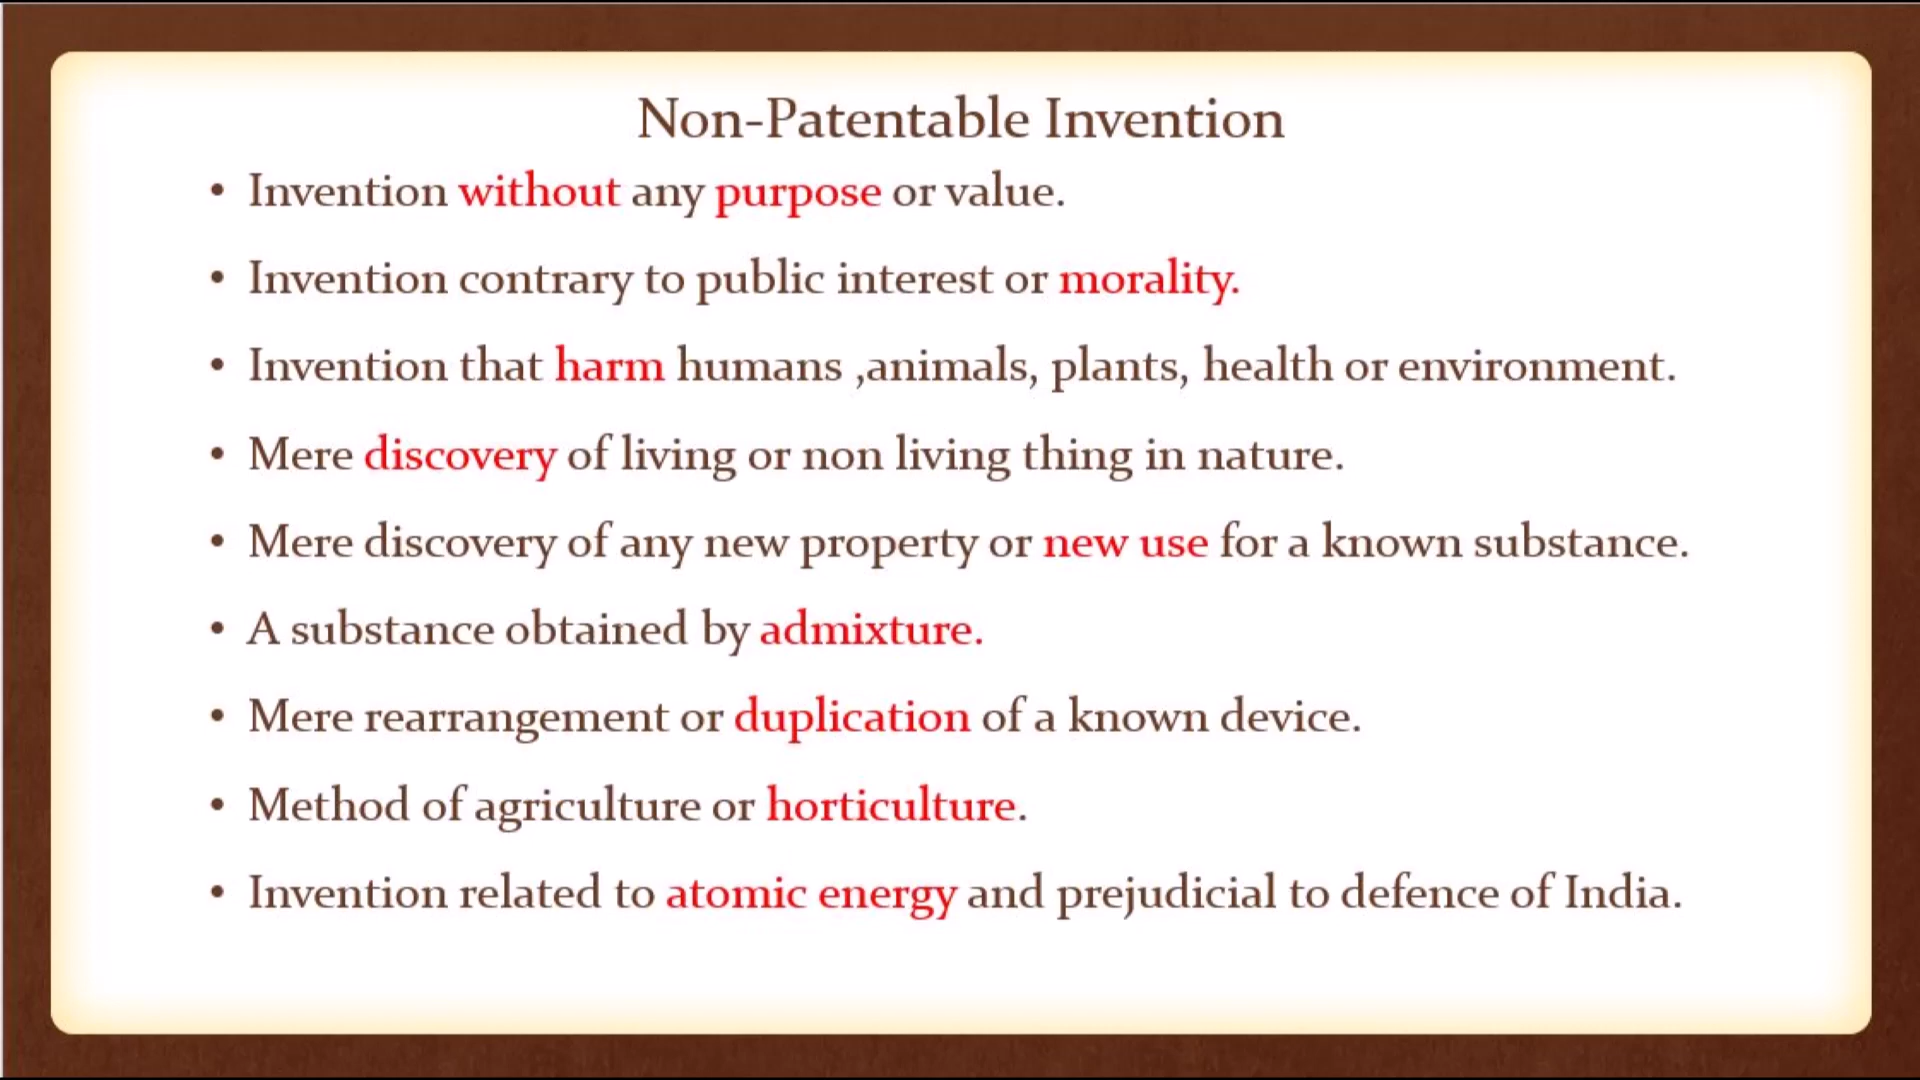 Non-Patentable Invention
• Invention without any purpose or value.
• Invention contrary to public interest or morality.
• Invention that harm humans ,animals, plants, health or environment.
• Mere discovery of living or non living thing in nature.
• Mere discovery of any new property or new use for a known substance.
• A substance obtained by admixture.
• Mere rearrangement or duplication of a known device.
• Method of agriculture or horticulture.
• Invention related to atomic energy and prejudicial to defence of India.